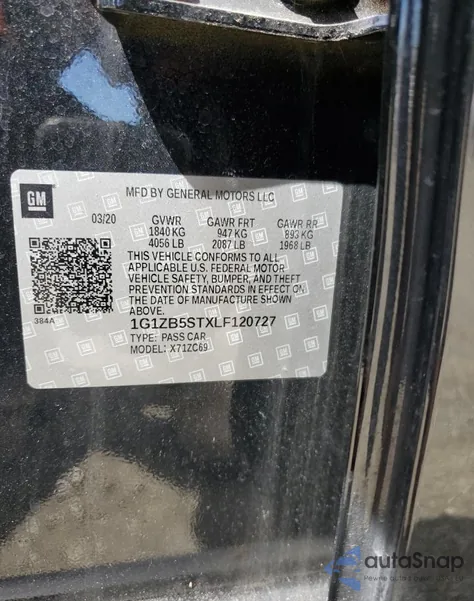 GM
MFD BY GENERAL MOTORS LLC
03/20 GVWR GAWR FRT GAWR RR
1840 KG 947 KG 893 KG
4056 LB 2087 LB 1968 LB
THIS VEHICLE CONFORMS TO ALL
APPLICABLE U.S. FEDERAL MOTOR
VEHICLE SAFETY, BUMPER, AND THEFT
PREVENTION STANDARDS IN EFFECT ON
THE DATE OF MANUFACTURE SHOWN
ABOVE.
384A
1G1ZB5STXLF120727
TYPE: PASS CAR
MODEL: X71ZC69
autoSnap